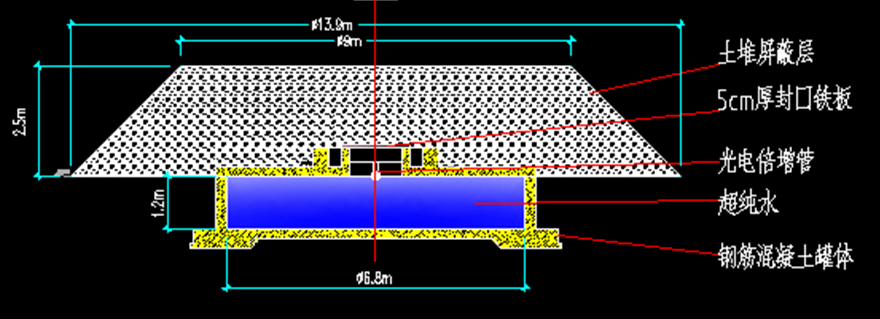 ø13.9m
ø9m
土堆屏蔽层
5cm厚封口铁板
2.5m
光电倍增管
1.2m
超纯水
钢筋混凝土罐体
ø6.8m